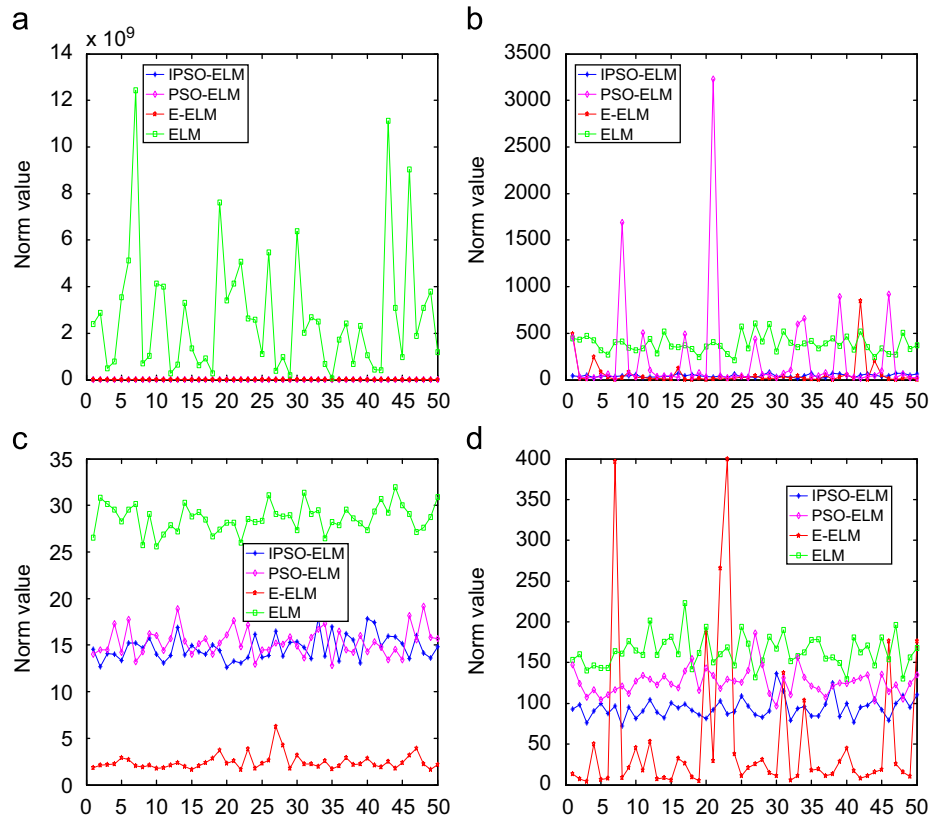 a
x 10⁹
14
12
10
8
6
4
2
0
Norm value
IPSO-ELM
PSO-ELM
E-ELM
ELM
0 5 10 15 20 25 30 35 40 45 50
b
3500
3000
2500
2000
1500
1000
500
0
Norm value
IPSO-ELM
PSO-ELM
E-ELM
ELM
0 5 10 15 20 25 30 35 40 45 50
c
35
30
25
20
15
10
5
0
Norm value
IPSO-ELM
PSO-ELM
E-ELM
ELM
0 5 10 15 20 25 30 35 40 45 50
d
400
350
300
250
200
150
100
50
0
Norm value
IPSO-ELM
PSO-ELM
E-ELM
ELM
0 5 10 15 20 25 30 35 40 45 50